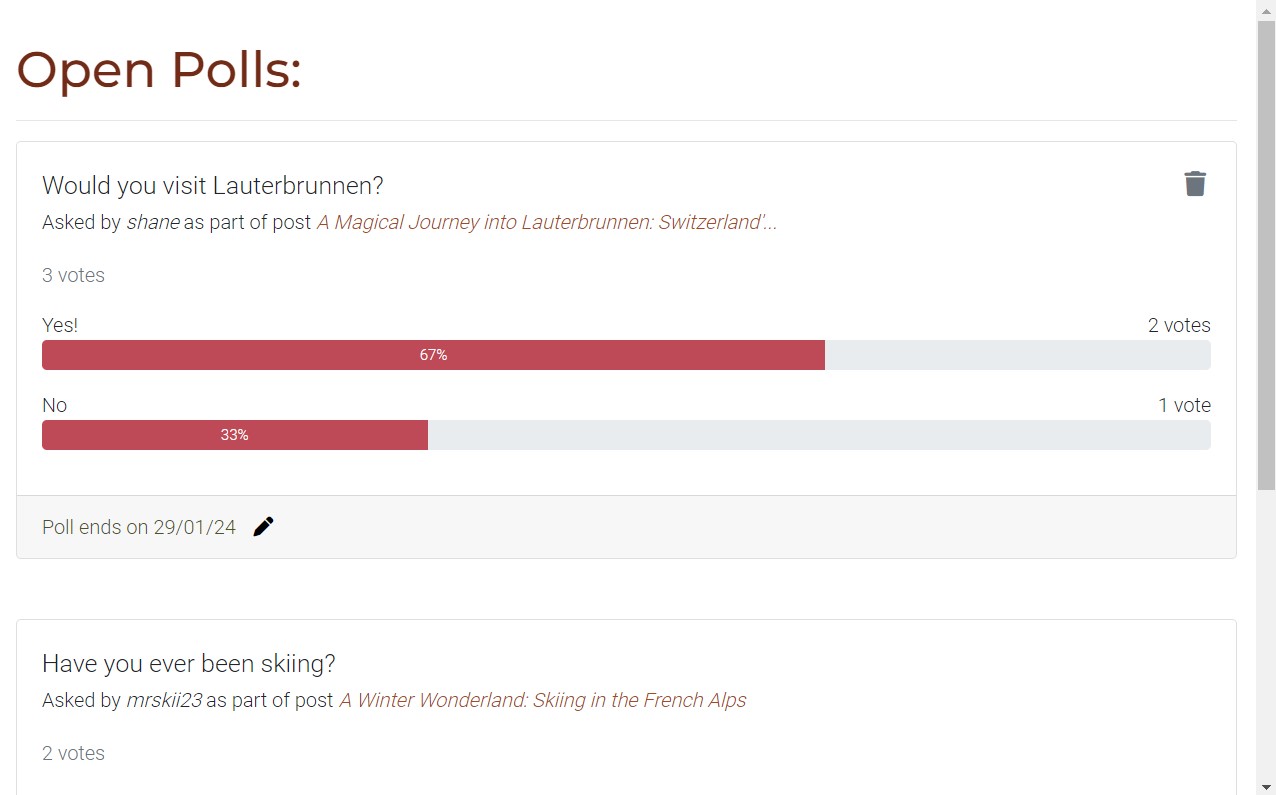 Open Polls:
Would you visit Lauterbrunnen?
Asked by shane as part of post A Magical Journey into Lauterbrunnen: Switzerland'...
3 votes
Yes! 2 votes
67%
No 1 vote
33%
Poll ends on 29/01/24
Have you ever been skiing?
Asked by mrskii23 as part of post A Winter Wonderland: Skiing in the French Alps
2 votes